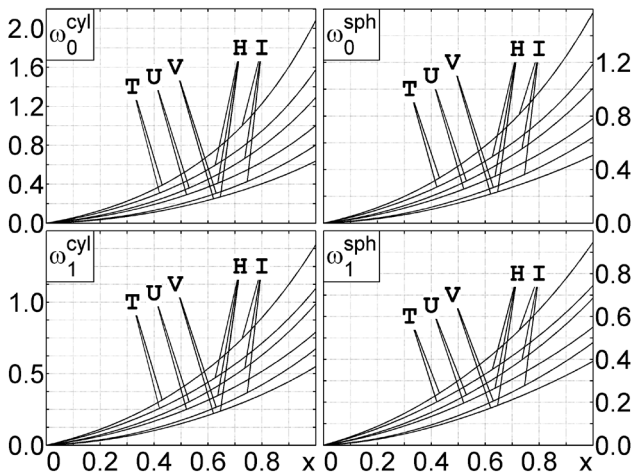 2.0 ω₀ᶜʸˡ ω₀ˢᵖʰ
1.6 H I H I 1.2
T U V T U V
1.2
0.8 0.8
0.4 0.4
0.0 0.0
ω₁ᶜʸˡ ω₁ˢᵖʰ 0.8
H I H I
1.0 T U V T U V 0.6
0.5 0.4
0.2
0.0 0.0
0 0.2 0.4 0.6 0.8 x 0 0.2 0.4 0.6 0.8 x